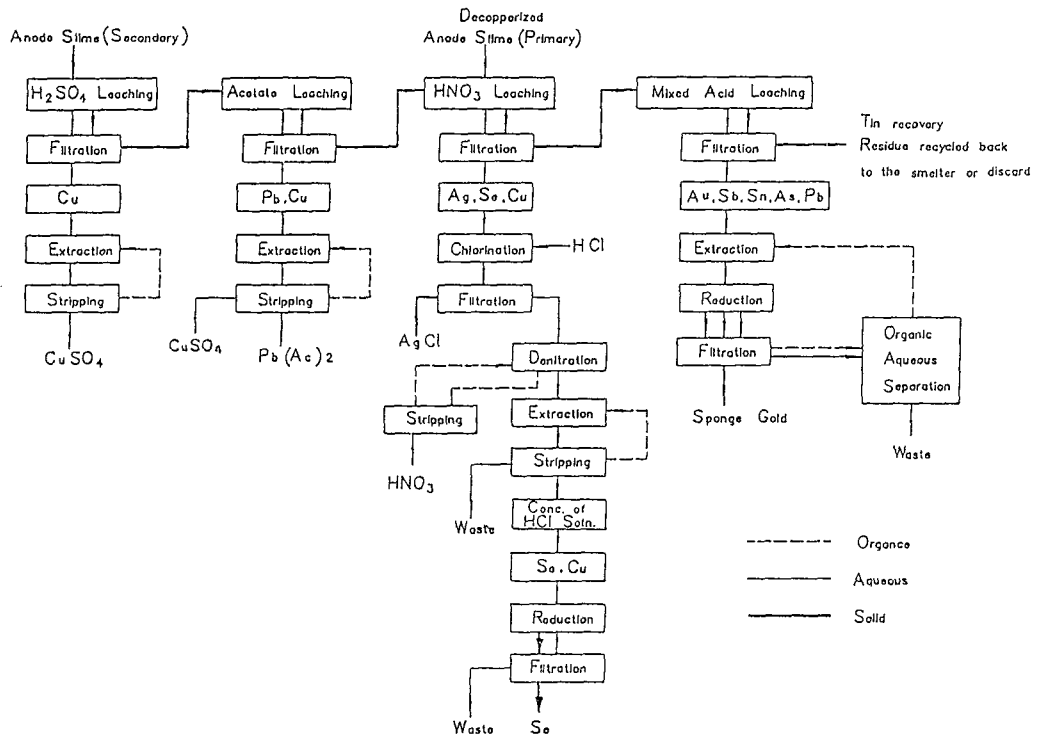 Decopperized
Anode Slime (Secondary)
Anode Slime (Primary)
H2SO4 Leaching
Acetate Leaching
HNO3 Leaching
Mixed Acid Leaching
Filtration
Filtration
Filtration
Filtration
Tin recovery
Residue recycled back
to the smelter or discard
Cu
Pb, Cu
Ag, Se, Cu
Au, Sb, Sn, As, Pb
Extraction
Extraction
Chlorination
HCl
Extraction
Stripping
Stripping
Filtration
Reduction
CuSO4
CuSO4
Pb(Ac)2
AgCl
Filtration
Organic
Aqueous
Separation
Denitration
Sponge Gold
Waste
Stripping
Extraction
HNO3
Stripping
Waste
Conc. of
HCl Soln.
Se, Cu
Reduction
Filtration
Waste
Se
Organce
Aqueous
Solid